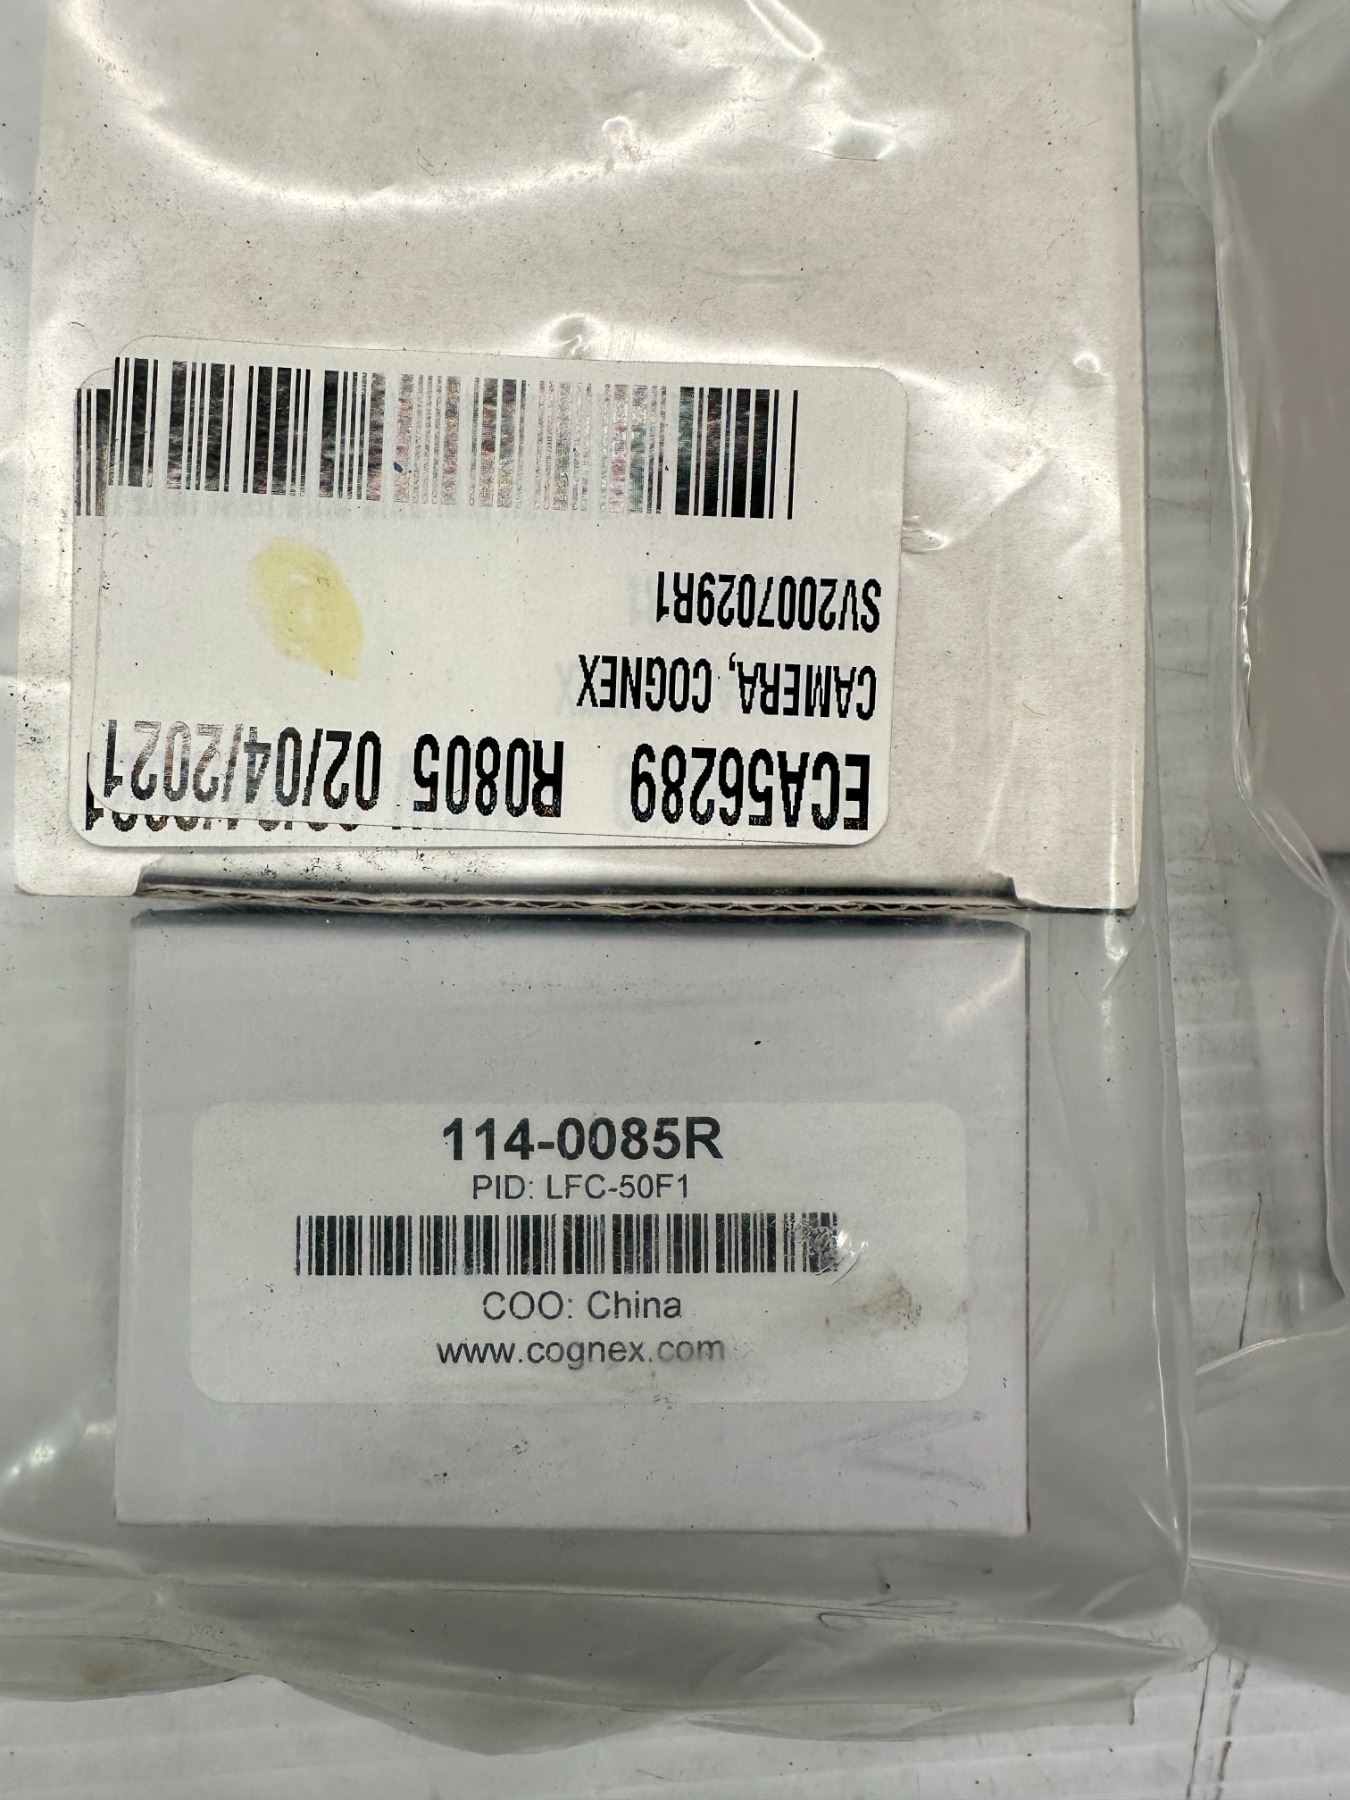 ECA56289 R0805 02/04/2021
CAMERA, COGNEX
SV2007029R1
114-0085R
PID: LFC-50F1
COO: China
www.cognex.com